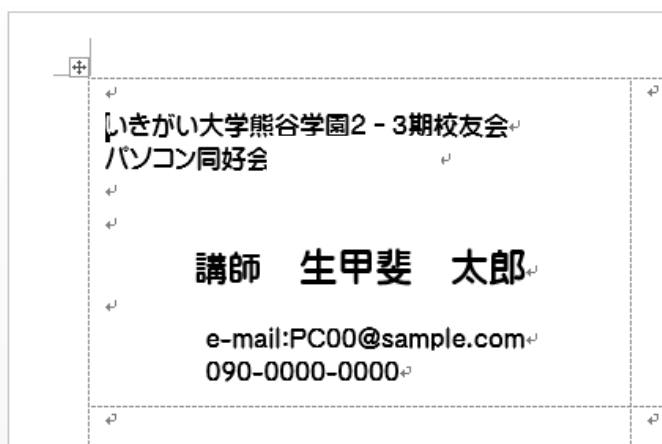 いきがい大学熊谷学園2‐3期校友会
パソコン同好会
講師　生甲斐　太郎
e-mail:PC00@sample.com
090-0000-0000